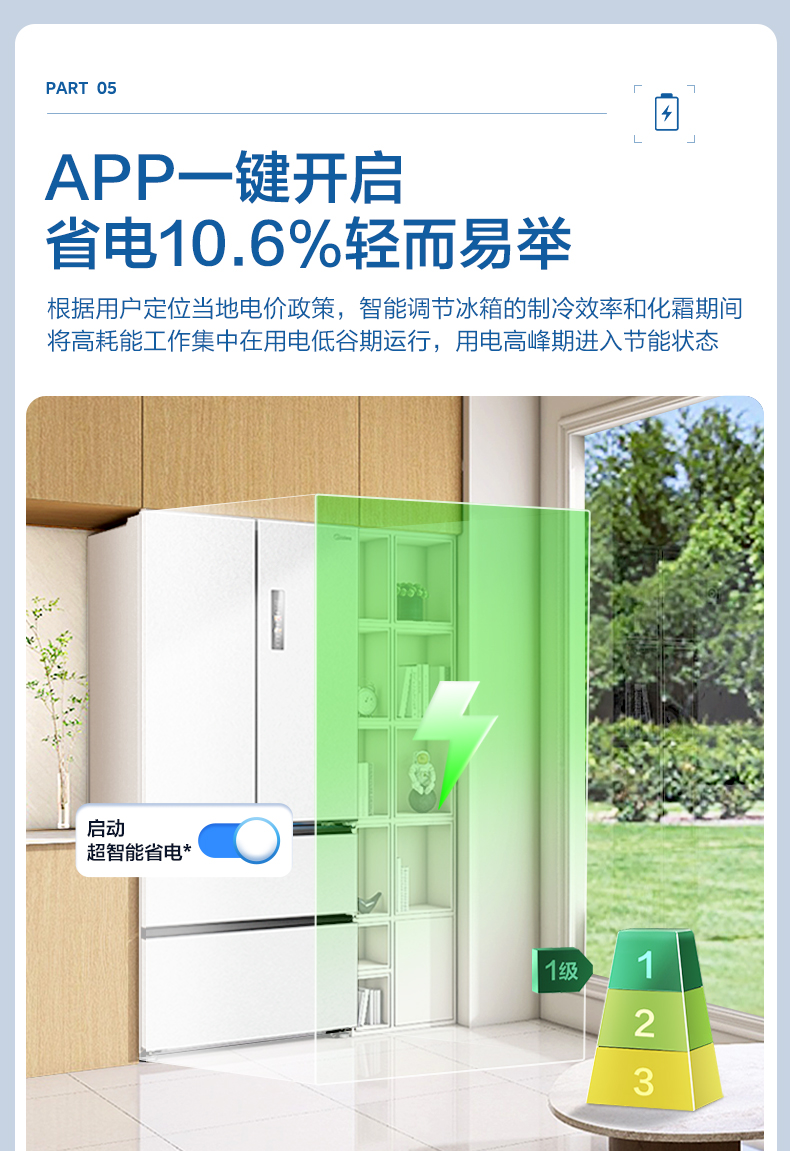 PART 05
APP一键开启
省电10.6%轻而易举
根据用户定位当地电价政策，智能调节冰箱的制冷效率和化霜期间
将高耗能工作集中在用电低谷期运行，用电高峰期进入节能状态
启动
超智能省电*
1级
1
2
3